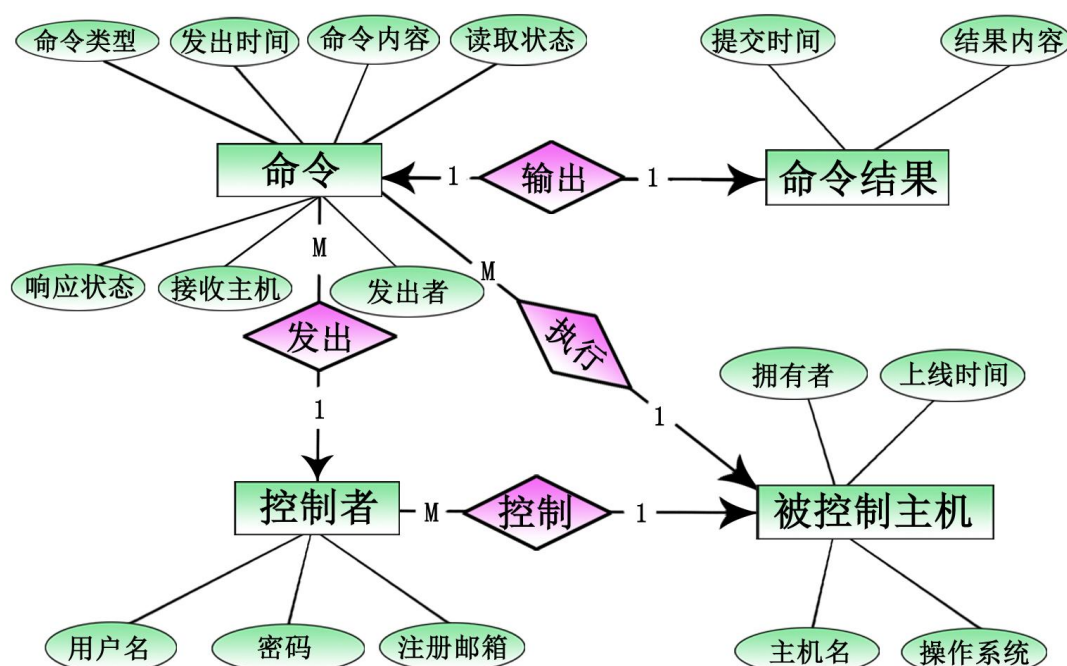 命令类型
发出时间
命令内容
读取状态
提交时间
结果内容
命令
1
输出
1
命令结果
M
M
响应状态
接收主机
发出者
发出
执行
拥有者
上线时间
1
1
控制者
M
控制
1
被控制主机
用户名
密码
注册邮箱
主机名
操作系统